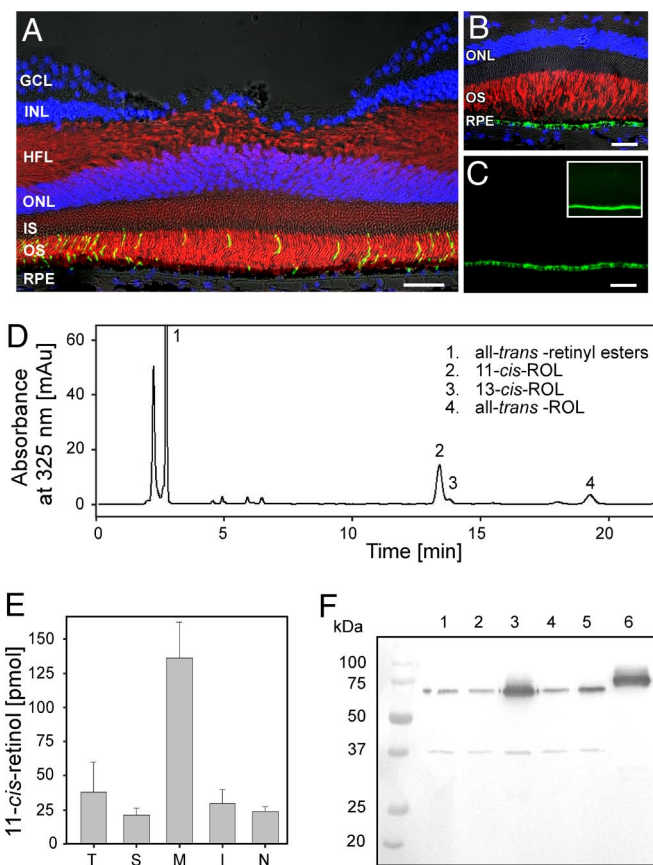 A
GCL
INL
HFL
ONL
IS
OS
RPE
B
ONL
OS
RPE
C
D
Absorbance
at 325 nm [mAu]
60
40
20
0
1
2
3
4
1. all-trans -retinyl esters
2. 11-cis-ROL
3. 13-cis-ROL
4. all-trans -ROL
0 5 10 15 20
Time [min]
E
11-cis-retinol [pmol]
150
125
100
75
50
25
0
T S M I N
F
kDa 1 2 3 4 5 6
100
75
50
37
25
20